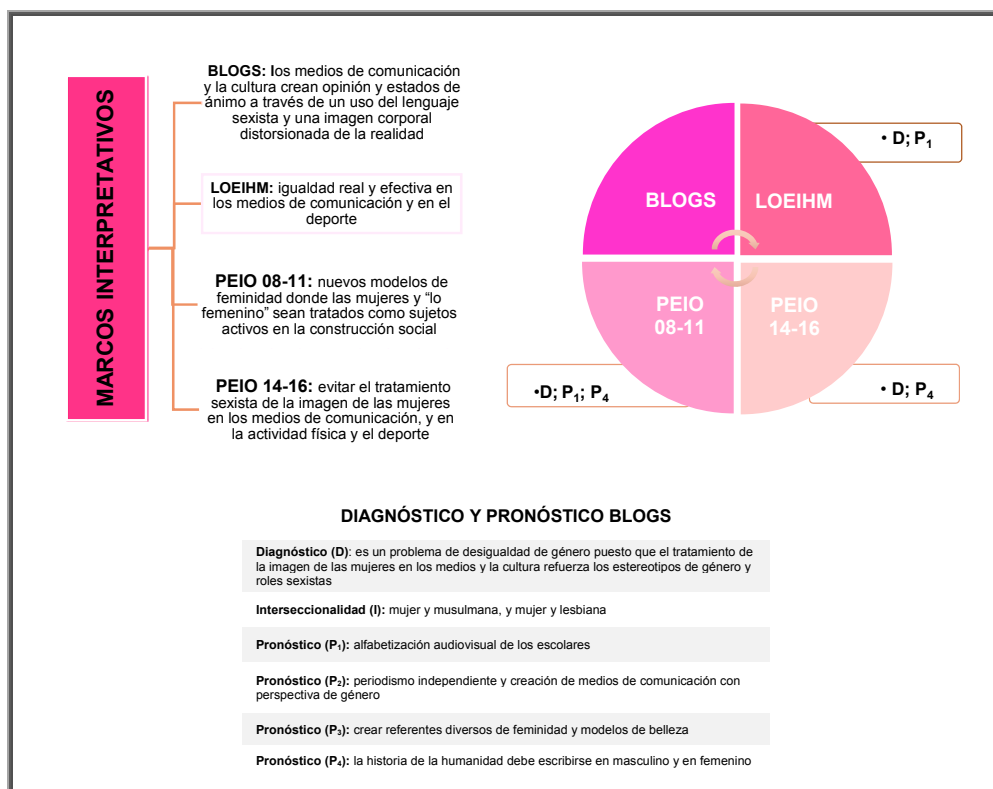 MARCOS INTERPRETATIVOS
BLOGS: los medios de comunicación
y la cultura crean opinión y estados de
ánimo a través de un uso del lenguaje
sexista y una imagen corporal
distorsionada de la realidad
LOEIHM: igualdad real y efectiva en
los medios de comunicación y en el
deporte
PEIO 08-11: nuevos modelos de
feminidad donde las mujeres y “lo
femenino” sean tratados como sujetos
activos en la construcción social
PEIO 14-16: evitar el tratamiento
sexista de la imagen de las mujeres
en los medios de comunicación, y en
la actividad física y el deporte
• D; P₁
BLOGS
LOEIHM
PEIO
08-11
PEIO
14-16
•D; P₁; P₄
• D; P₄
DIAGNÓSTICO Y PRONÓSTICO BLOGS
Diagnóstico (D): es un problema de desigualdad de género puesto que el tratamiento de
la imagen de las mujeres en los medios y la cultura refuerza los estereotipos de género y
roles sexistas
Interseccionalidad (I): mujer y musulmana, y mujer y lesbiana
Pronóstico (P₁): alfabetización audiovisual de los escolares
Pronóstico (P₂): periodismo independiente y creación de medios de comunicación con
perspectiva de género
Pronóstico (P₃): crear referentes diversos de feminidad y modelos de belleza
Pronóstico (P₄): la historia de la humanidad debe escribirse en masculino y en femenino